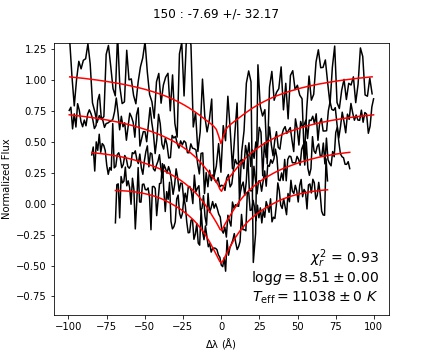 150 : -7.69 +/- 32.17
Normalized Flux
1.25
1.00
0.75
0.50
0.25
0.00
−0.25
−0.50
−0.75
χ²ᵣ = 0.93
log g = 8.51 ± 0.00
T_eff = 11038 ± 0 K
−100 −75 −50 −25 0 25 50 75 100
Δλ (Å)